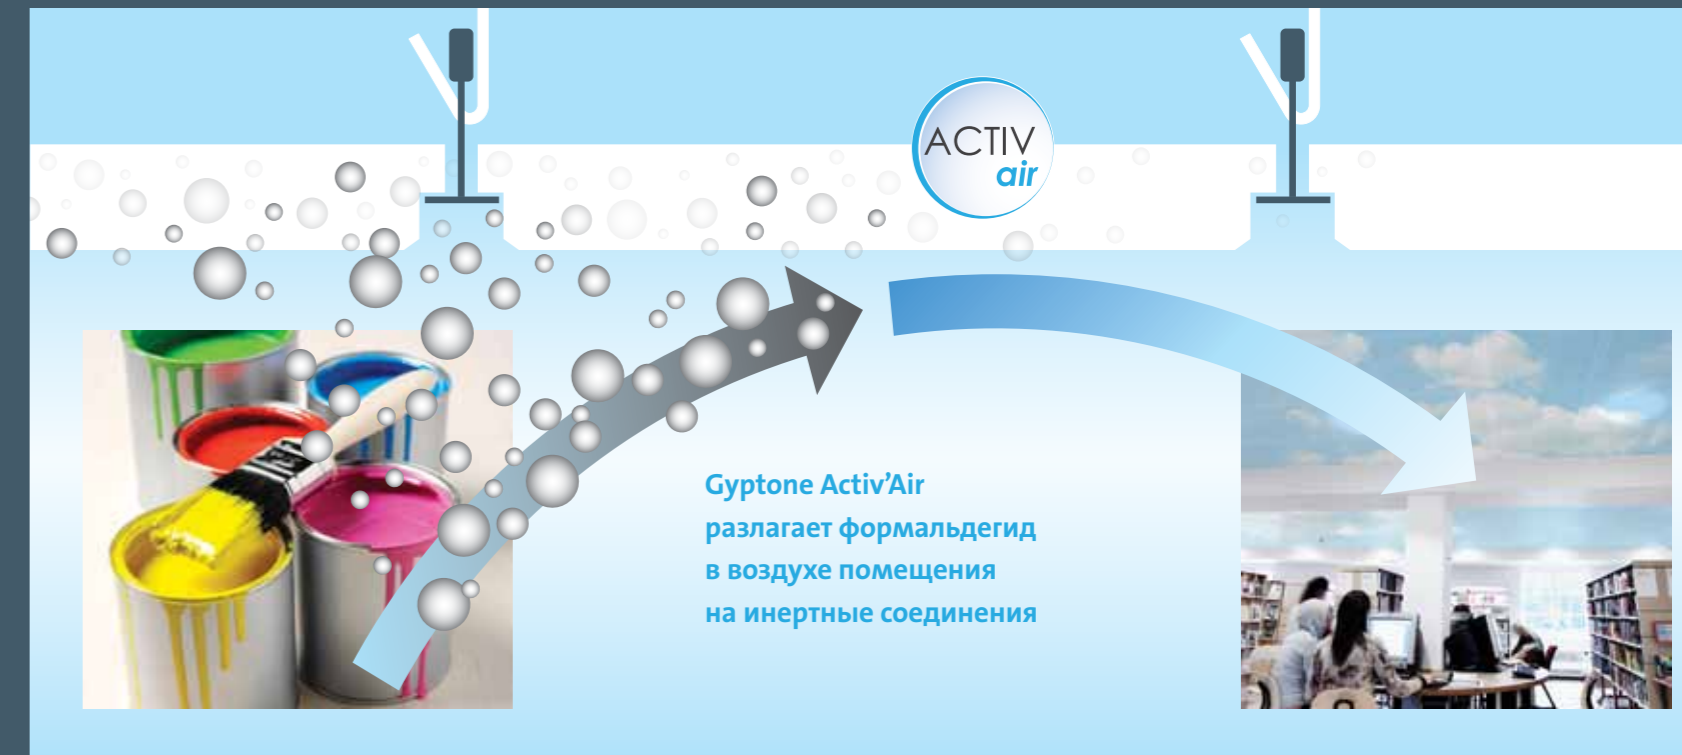 ACTIV
air
Gyptone Activ’Air
разлагает формальдегид
в воздухе помещения
на инертные соединения